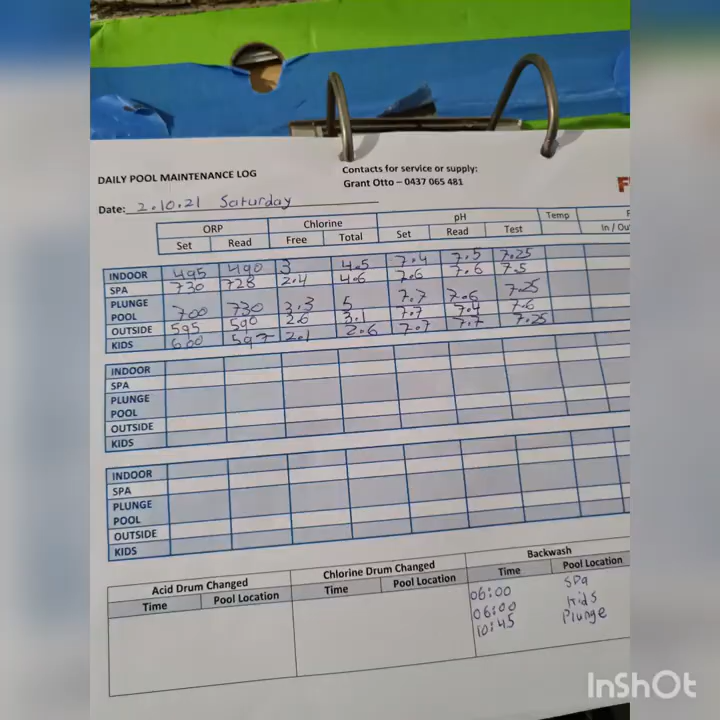 DAILY POOL MAINTENANCE LOG
Contacts for service or supply:
Grant Otto – 0437 065 481
Date: 2.10.21 Saturday
ORP Chlorine pH Temp
Set Read Free Total Set Read Test In / Ou
INDOOR 495 490 3 4.5 7.4 7.5 7.25
SPA 730 728 2.4 4.6 7.6 7.6 7.5
PLUNGE POOL 700 730 3.3 5 7.7 7.6 7.25
OUTSIDE 595 590 2.6 3.1 7.7 7.4 7.6
KIDS 600 597 2.1 2.6 7.7 7.7 7.25
INDOOR
SPA
PLUNGE
POOL
OUTSIDE
KIDS
INDOOR
SPA
PLUNGE
POOL
OUTSIDE
KIDS
Acid Drum Changed Chlorine Drum Changed Backwash
Time Pool Location Time Pool Location Time Pool Location
06:00 Spa
06:00 Kids
10:45 Plunge
InShOt